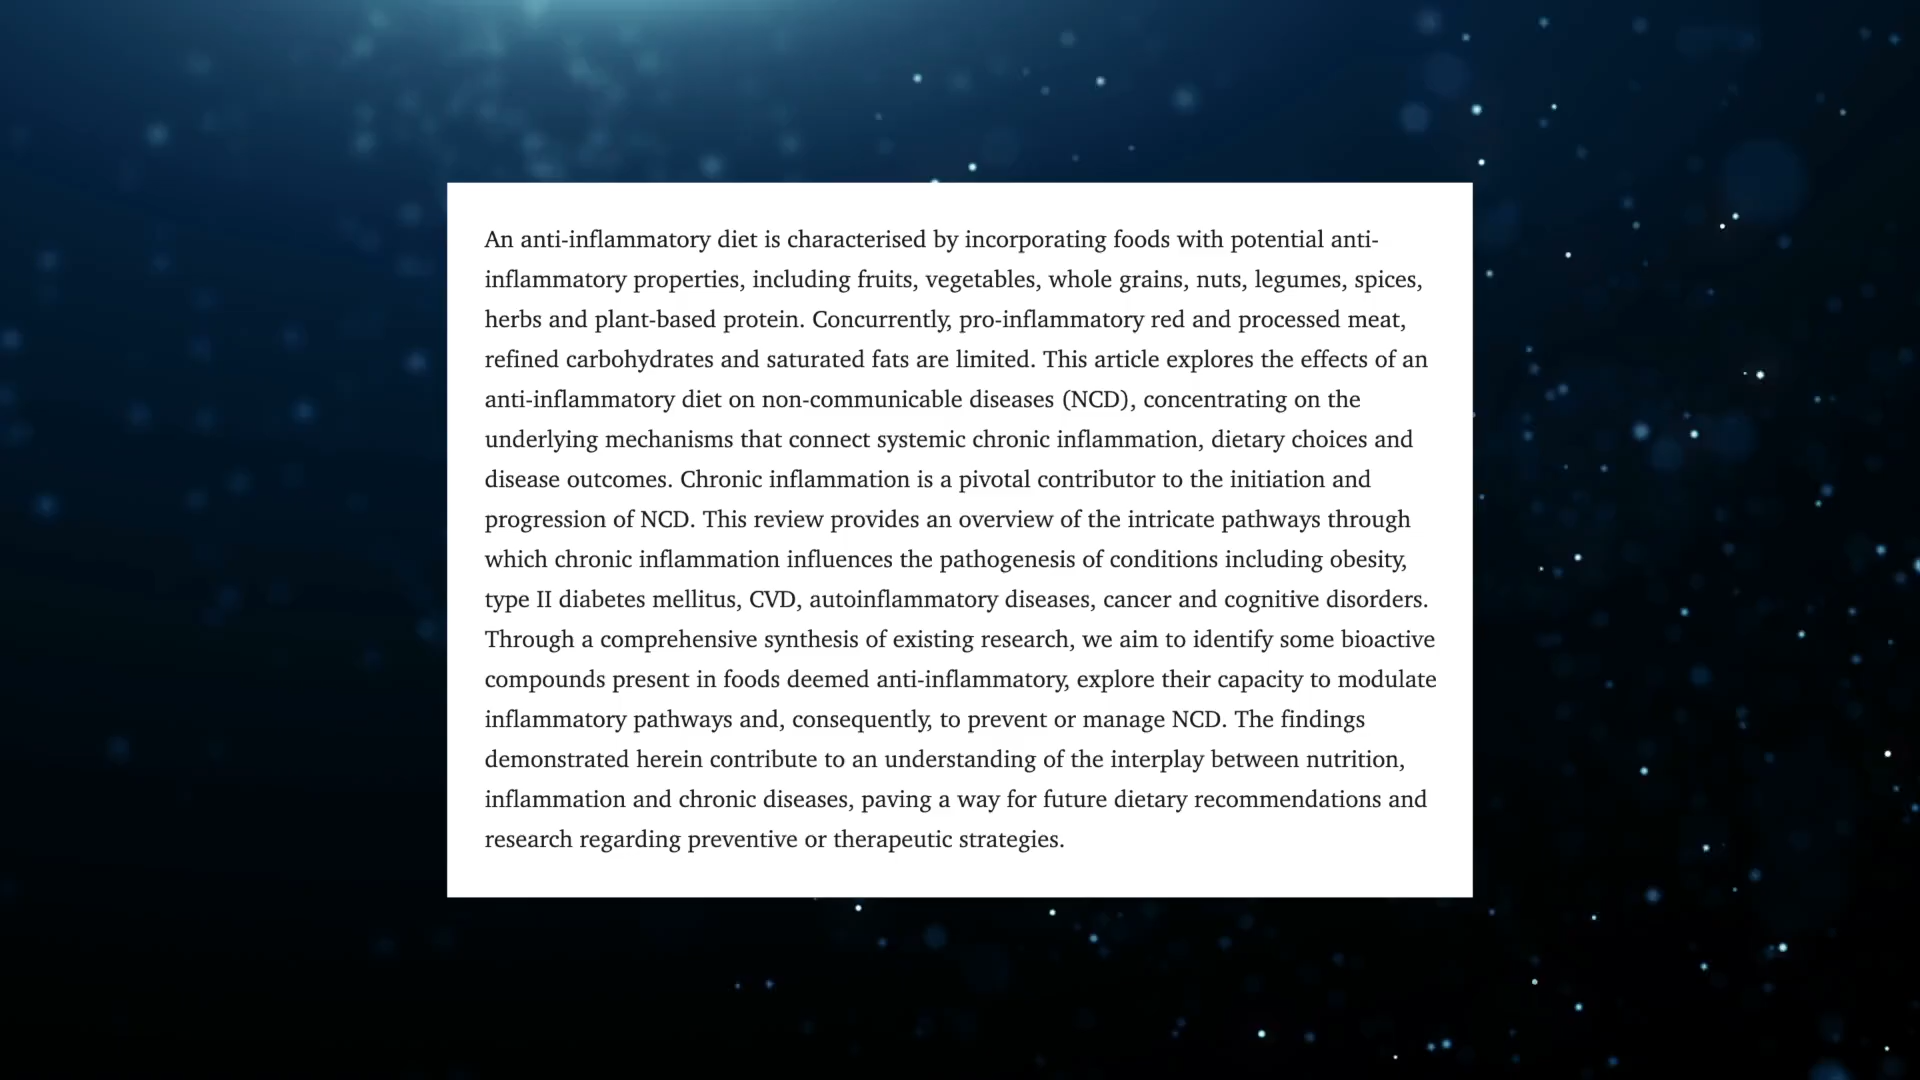 An anti-inflammatory diet is characterised by incorporating foods with potential anti-
inflammatory properties, including fruits, vegetables, whole grains, nuts, legumes, spices,
herbs and plant-based protein. Concurrently, pro-inflammatory red and processed meat,
refined carbohydrates and saturated fats are limited. This article explores the effects of an
anti-inflammatory diet on non-communicable diseases (NCD), concentrating on the
underlying mechanisms that connect systemic chronic inflammation, dietary choices and
disease outcomes. Chronic inflammation is a pivotal contributor to the initiation and
progression of NCD. This review provides an overview of the intricate pathways through
which chronic inflammation influences the pathogenesis of conditions including obesity,
type II diabetes mellitus, CVD, autoinflammatory diseases, cancer and cognitive disorders.
Through a comprehensive synthesis of existing research, we aim to identify some bioactive
compounds present in foods deemed anti-inflammatory, explore their capacity to modulate
inflammatory pathways and, consequently, to prevent or manage NCD. The findings
demonstrated herein contribute to an understanding of the interplay between nutrition,
inflammation and chronic diseases, paving a way for future dietary recommendations and
research regarding preventive or therapeutic strategies.